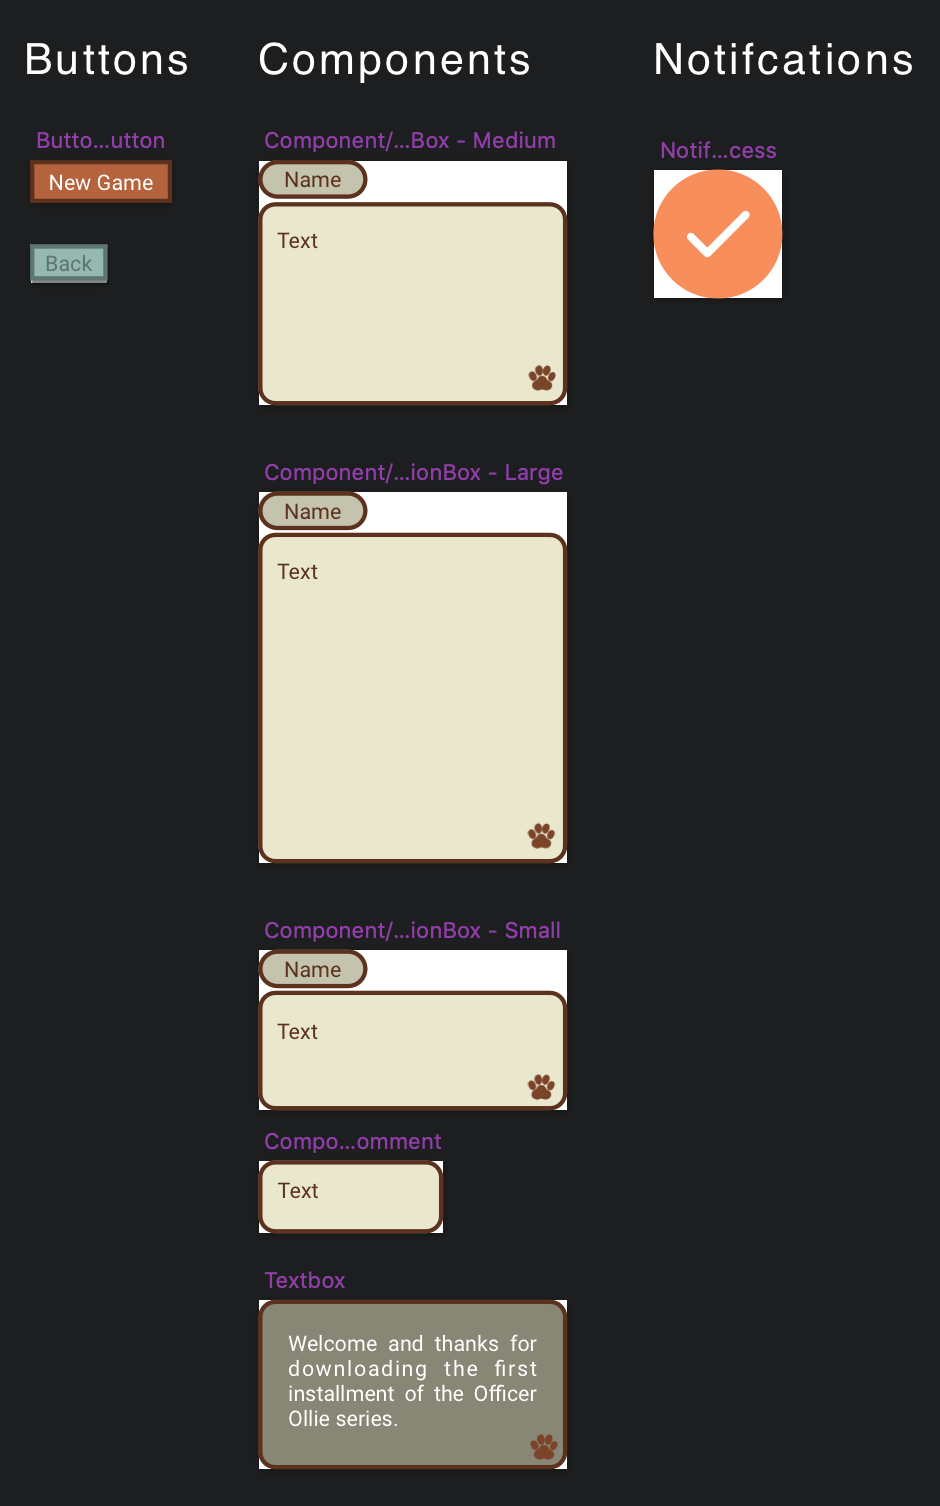 Buttons
Components
Notifcations
Butto...utton
New Game
Back
Component/...Box - Medium
Name
Text
Component/...ionBox - Large
Name
Text
Component/...ionBox - Small
Name
Text
Compo...omment
Text
Textbox
Welcome and thanks for
downloading the first
installment of the Officer
Ollie series.
Notif...cess